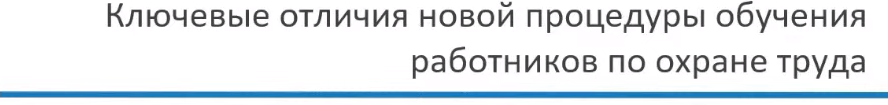 Ключевые отличия новой процедуры обучения
работников по охране труда